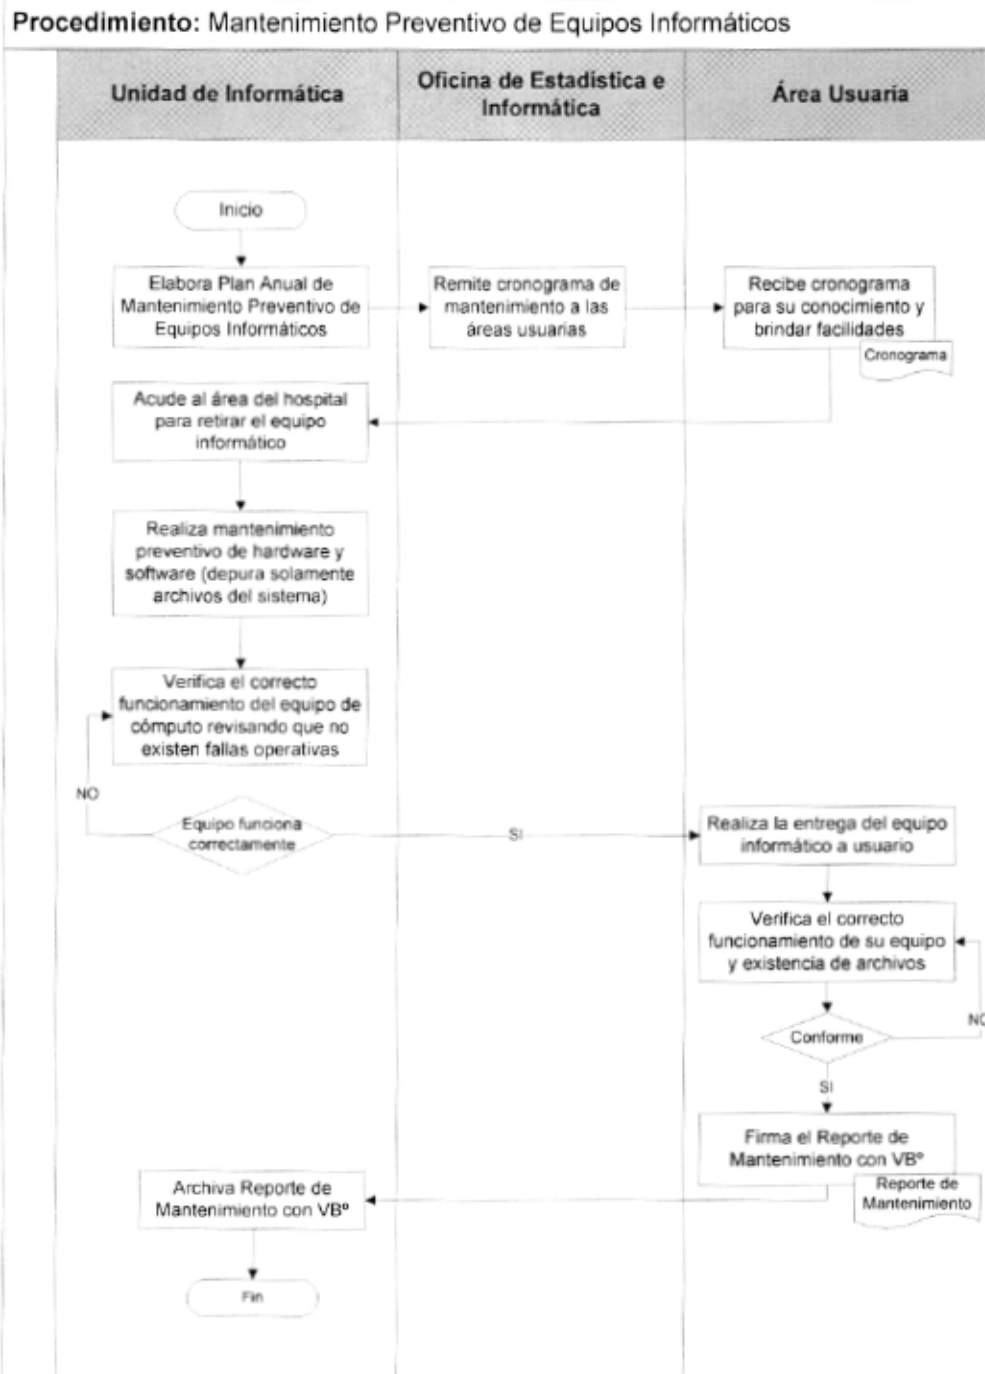 Procedimiento: Mantenimiento Preventivo de Equipos Informáticos
Unidad de Informática
Oficina de Estadistica e
Informática
Área Usuaria
Inicio
Elabora Plan Anual de
Mantenimiento Preventivo de
Equipos Informáticos
Remite cronograma de
mantenimiento a las
áreas usuarias
Recibe cronograma
para su conocimiento y
brindar facilidades
Cronograma
Acude al área del hospital
para retirar el equipo
informático
Realiza mantenimiento
preventivo de hardware y
software (depura solamente
archivos del sistema)
Verifica el correcto
funcionamiento del equipo de
cómputo revisando que no
existen fallas operativas
NO
Equipo funciona
correctamente
SI
Realiza la entrega del equipo
informático a usuario
Verifica el correcto
funcionamiento de su equipo
y existencia de archivos
NO
Conforme
SI
Firma el Reporte de
Mantenimiento con VBº
Reporte de
Mantenimiento
Archiva Reporte de
Mantenimiento con VBº
Fin